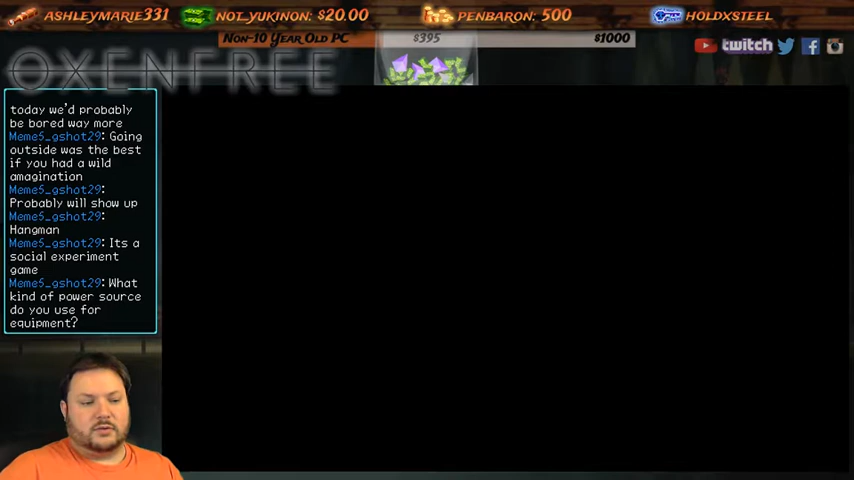 ASHLEYMARIE331 NOT_YUKINON: $20.00 PENBARON: 500 HOLDXSTEEL
NON-10 YEAR OLD PC $395 $1000
twitch
OXENFREE
today we'd probably
be bored way more
Meme5_gshot29: Going
outside was the best
if you had a wild
amagination
Meme5_gshot29:
Probably will show up
Meme5_gshot29:
Hangman
Meme5_gshot29: Its a
social experiment
game
Meme5_gshot29: What
kind of power source
do you use for
equipment?